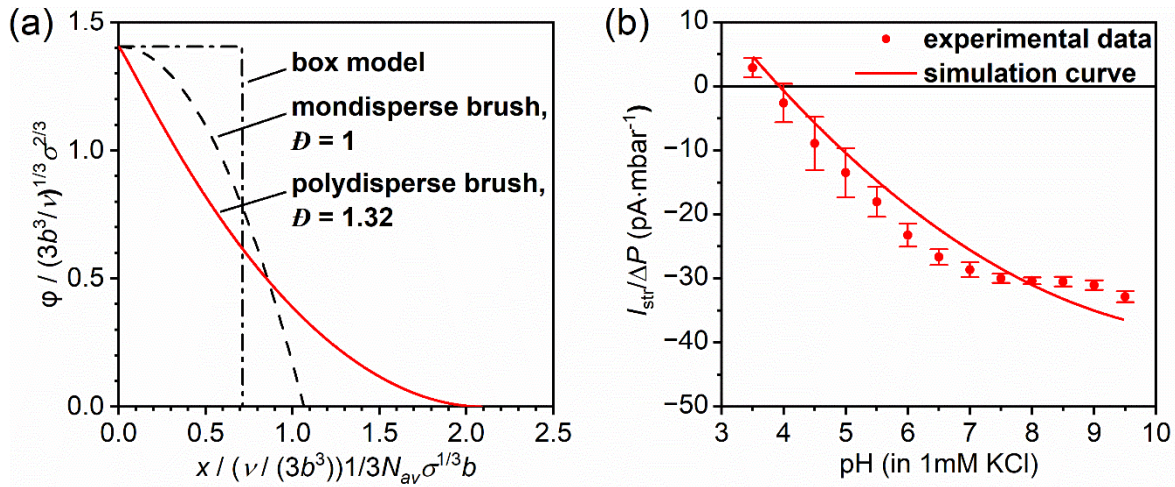 (a)
1.5
1.0
0.5
0.0
φ / (3b³/ν)^1/3 σ^2/3
box model
mondisperse brush,
Đ = 1
polydisperse brush,
Đ = 1.32
0.0 0.5 1.0 1.5 2.0 2.5
x / (ν / (3b³))1/3N_av σ^1/3 b
(b)
10
0
−10
−20
−30
−40
−50
I_str/ΔP (pA·mbar⁻¹)
experimental data
simulation curve
3 4 5 6 7 8 9 10
pH (in 1mM KCl)